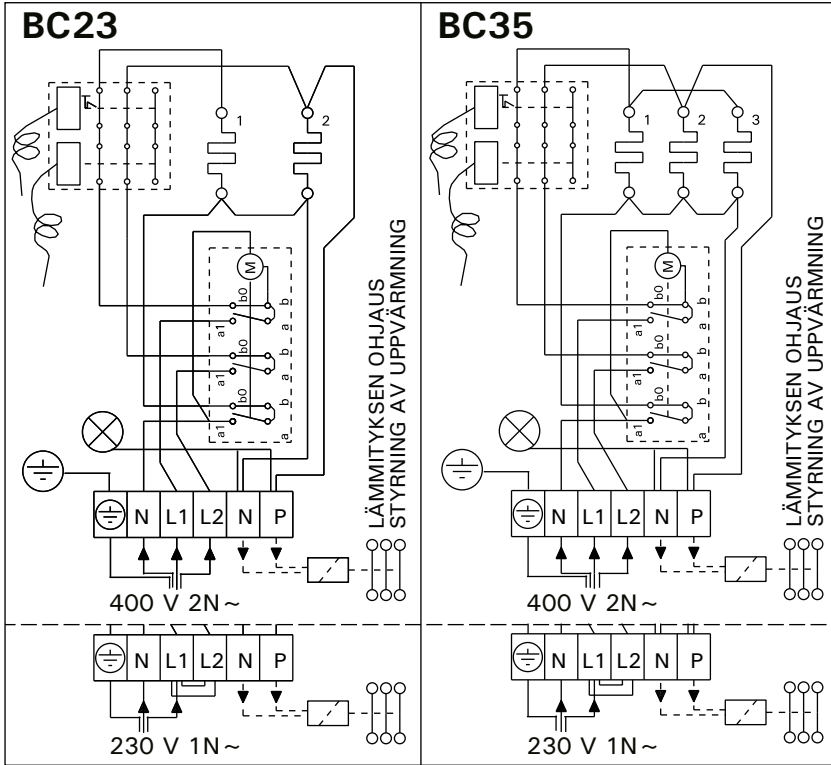 BC23
1 2
M
b0 b
a1 a
b0 b
a1 a
b0 b
a1 a
LÄMMITYKSEN OHJAUS
STYRNING AV UPPVÄRMNING
N L1 L2 N P
400 V 2N~
N L1 L2 N P
230 V 1N~
BC35
1 2 3
M
b0 b
a1 a
b0 b
a1 a
b0 b
a1 a
LÄMMITYKSEN OHJAUS
STYRNING AV UPPVÄRMNING
N L1 L2 N P
400 V 2N~
N L1 L2 N P
230 V 1N~